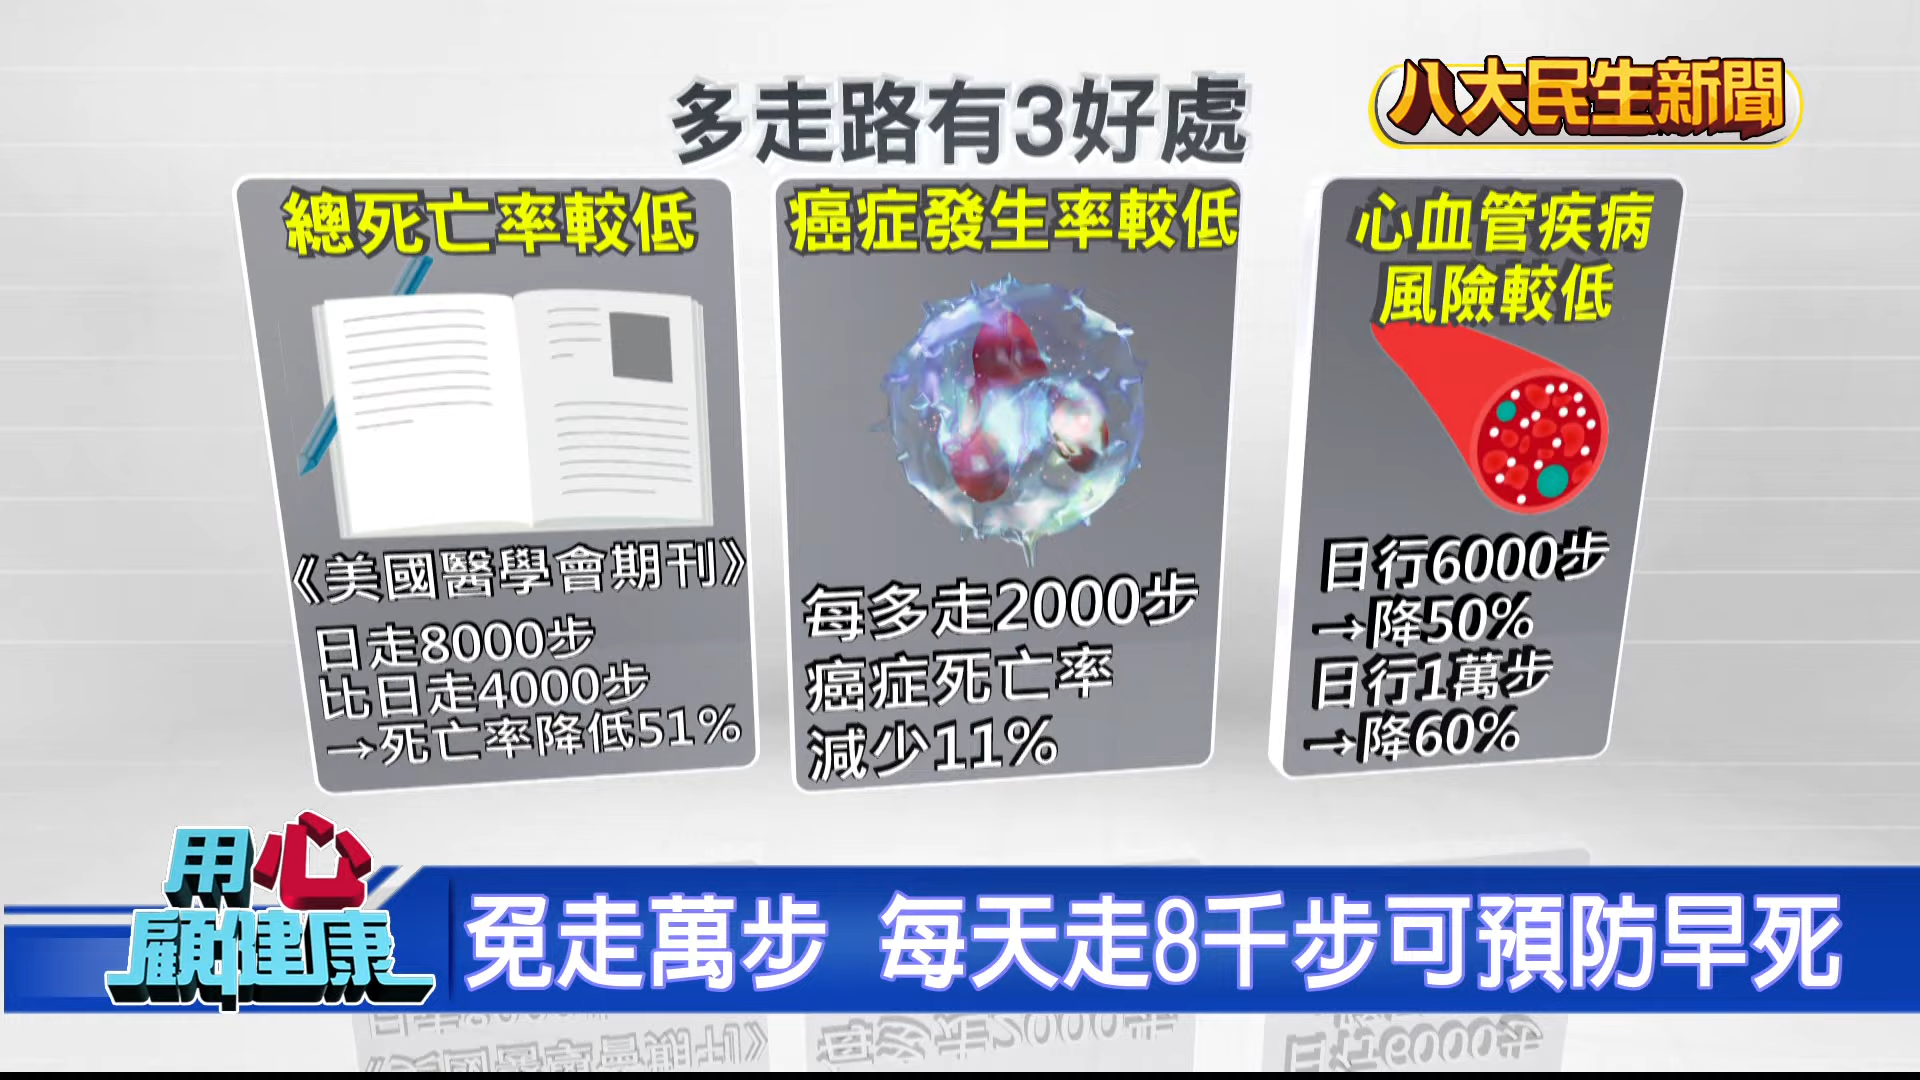 八大民生新聞
多走路有3好處
總死亡率較低
《美國醫學會期刊》
日走8000步
比日走4000步
→死亡率降低51%
癌症發生率較低
每多走2000步
癌症死亡率
減少11%
心血管疾病
風險較低
日行6000步
→降50%
日行1萬步
→降60%
用心
顧健康
免走萬步 每天走8千步可預防早死